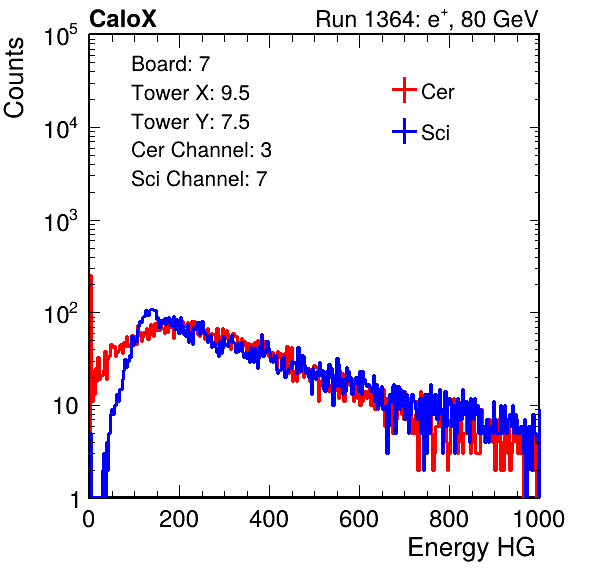 CaloX Run 1364: e⁺, 80 GeV
Counts
10⁵
10⁴
10³
10²
10
1
Board: 7
Tower X: 9.5
Tower Y: 7.5
Cer Channel: 3
Sci Channel: 7
Cer
Sci
0 200 400 600 800 1000
Energy HG